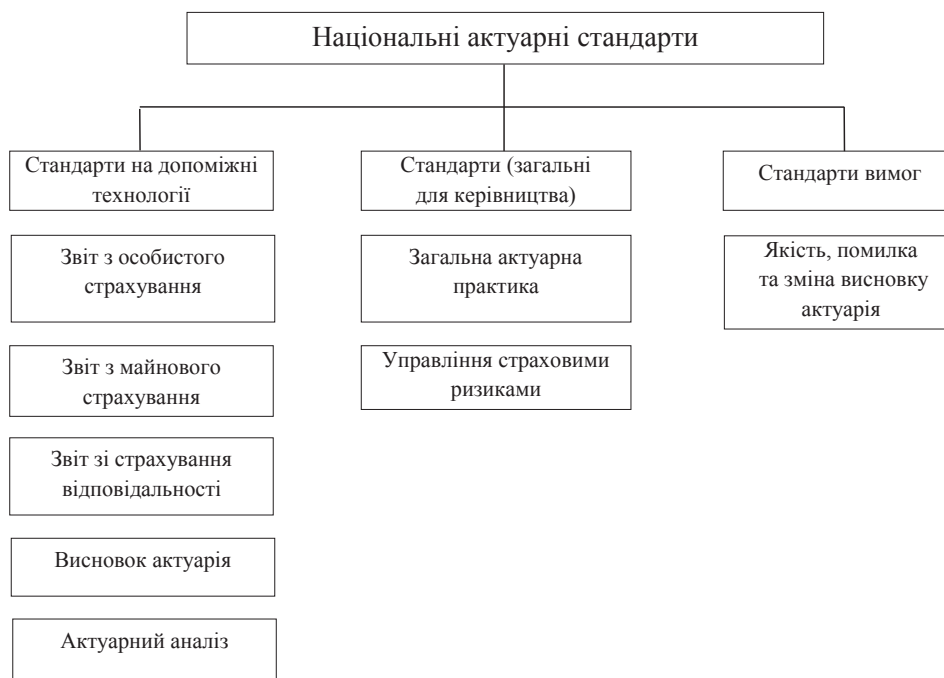 Національні актуарні стандарти
Стандарти на допоміжні
технології
Звіт з особистого
страхування
Звіт з майнового
страхування
Звіт зі страхування
відповідальності
Висновок актуарія
Актуарний аналіз
Стандарти (загальні
для керівництва)
Загальна актуарна
практика
Управління страховими
ризиками
Стандарти вимог
Якість, помилка
та зміна висновку
актуарія